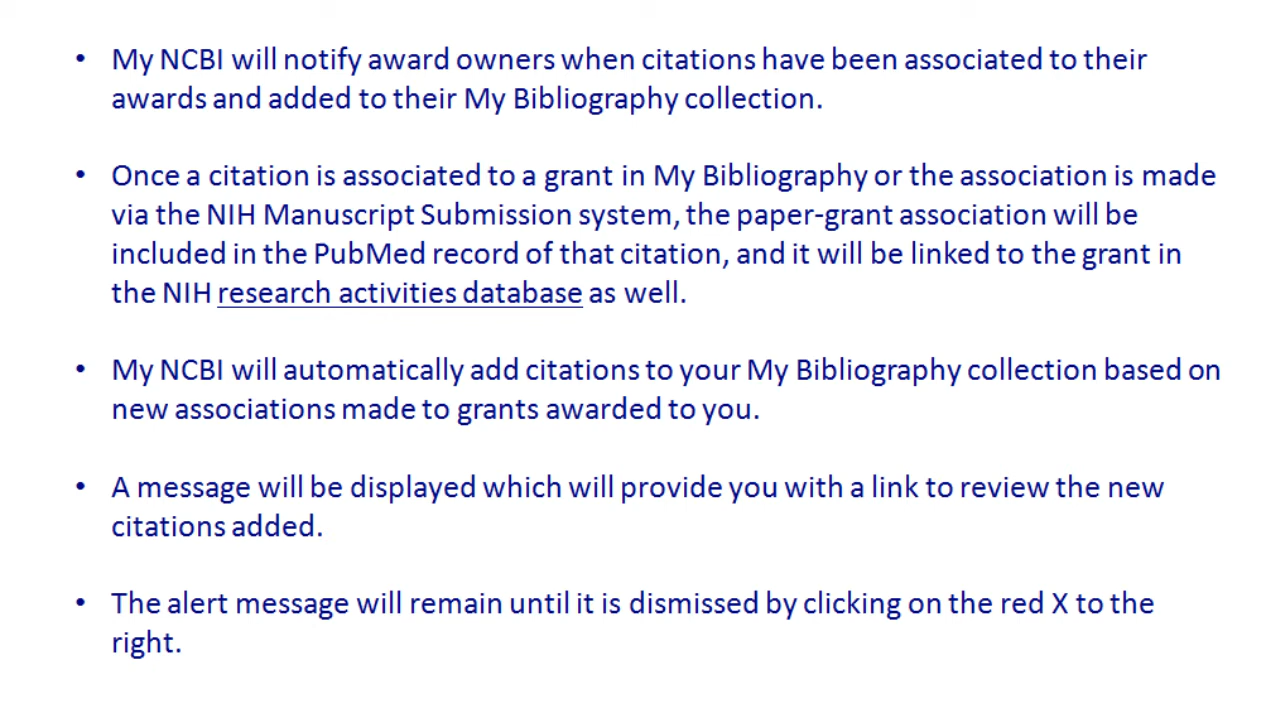 • My NCBI will notify award owners when citations have been associated to their
awards and added to their My Bibliography collection.
• Once a citation is associated to a grant in My Bibliography or the association is made
via the NIH Manuscript Submission system, the paper-grant association will be
included in the PubMed record of that citation, and it will be linked to the grant in
the NIH research activities database as well.
• My NCBI will automatically add citations to your My Bibliography collection based on
new associations made to grants awarded to you.
• A message will be displayed which will provide you with a link to review the new
citations added.
• The alert message will remain until it is dismissed by clicking on the red X to the
right.